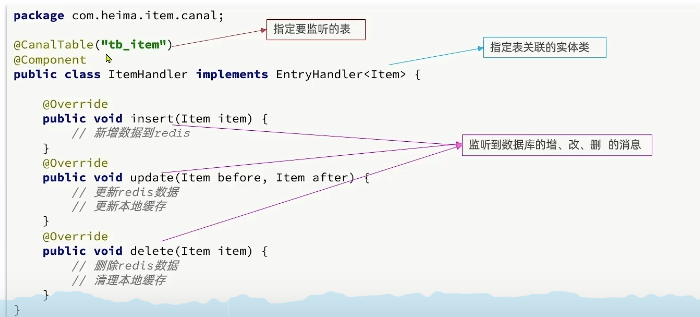 package com.heima.item.canal;
指定要监听的表
@CanalTable("tb_item")
指定表关联的实体类
@Component
public class ItemHandler implements EntryHandler<Item> {
@Override
public void insert(Item item) {
// 新增数据到redis
}
监听到数据库的增、改、删 的消息
@Override
public void update(Item before, Item after) {
// 更新redis数据
// 更新本地缓存
}
@Override
public void delete(Item item) {
// 删除redis数据
// 清理本地缓存
}
}